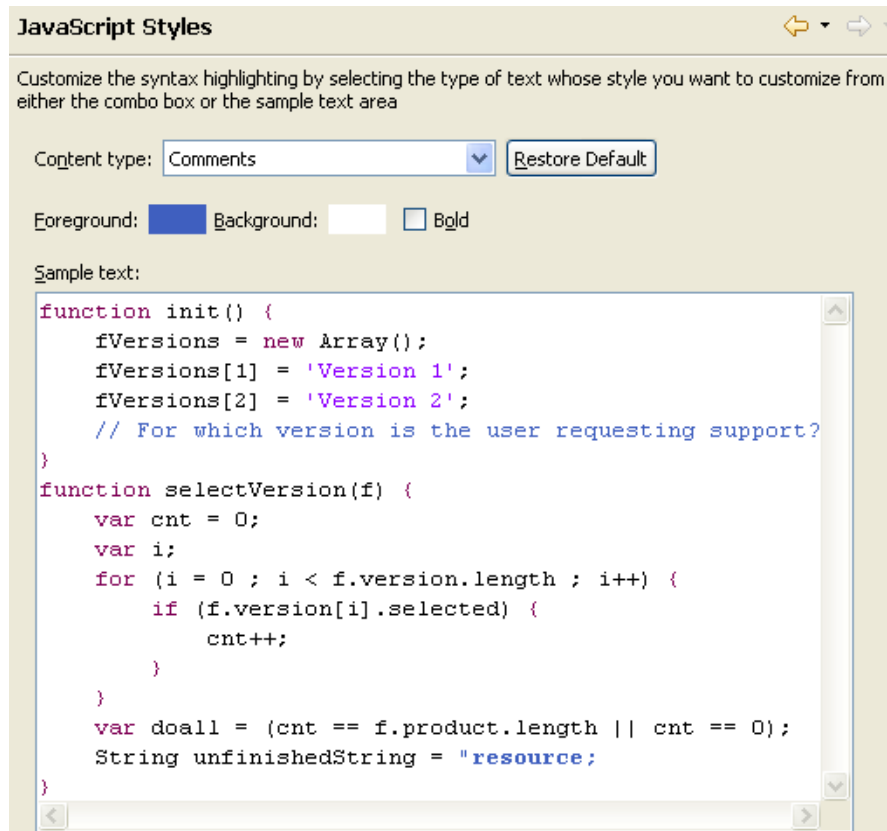 JavaScript Styles
Customize the syntax highlighting by selecting the type of text whose style you want to customize from
either the combo box or the sample text area
Content type: Comments Restore Default
Foreground: Background: Bold
Sample text:
function init() {
    fVersions = new Array();
    fVersions[1] = 'Version 1';
    fVersions[2] = 'Version 2';
    // For which version is the user requesting support?
}
function selectVersion(f) {
    var cnt = 0;
    var i;
    for (i = 0 ; i < f.version.length ; i++) {
        if (f.version[i].selected) {
            cnt++;
        }
    }
    var doall = (cnt == f.product.length || cnt == 0);
    String unfinishedString = "resource;
}